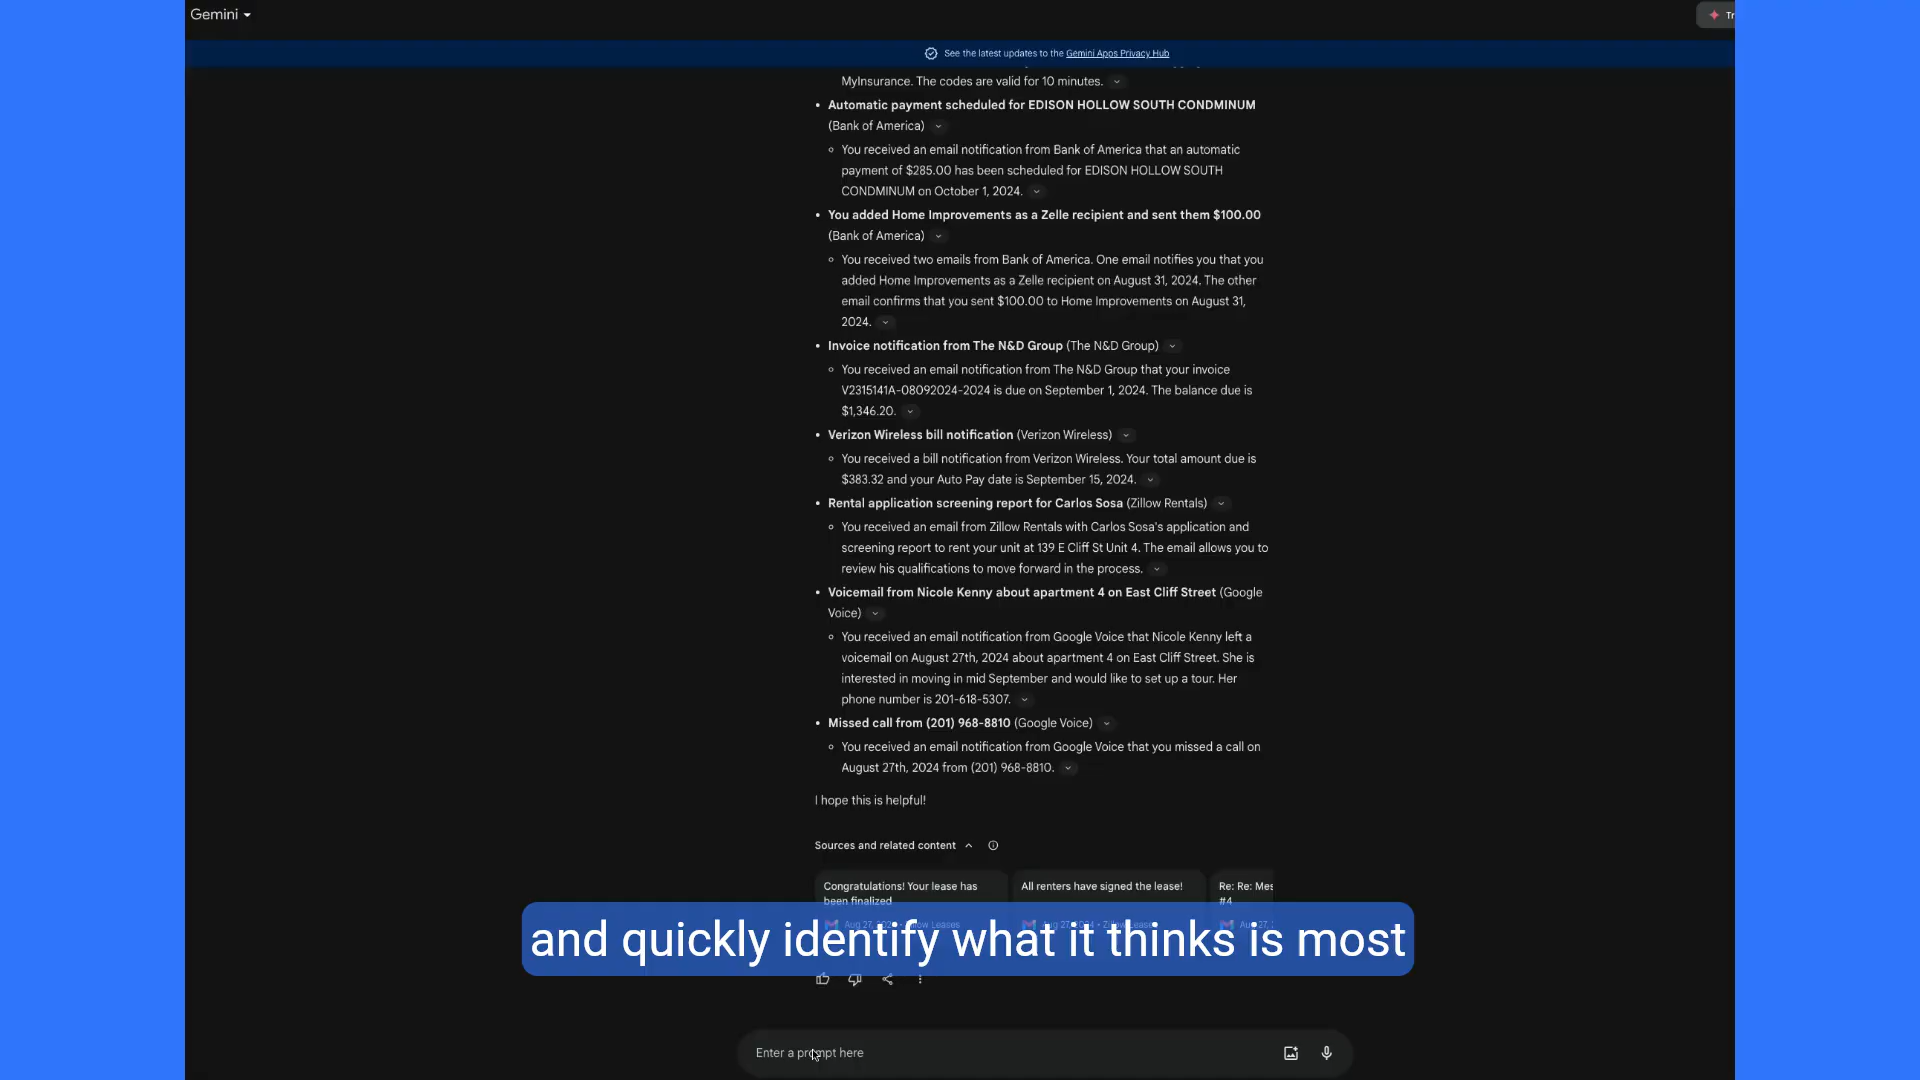 Gemini
Tr
See the latest updates to the Gemini Apps Privacy Hub
MyInsurance. The codes are valid for 10 minutes.
• Automatic payment scheduled for EDISON HOLLOW SOUTH CONDMINUM
(Bank of America)
You received an email notification from Bank of America that an automatic
payment of $285.00 has been scheduled for EDISON HOLLOW SOUTH
CONDMINUM on October 1, 2024.
• You added Home Improvements as a Zelle recipient and sent them $100.00
(Bank of America)
You received two emails from Bank of America. One email notifies you that you
added Home Improvements as a Zelle recipient on August 31, 2024. The other
email confirms that you sent $100.00 to Home Improvements on August 31,
2024.
• Invoice notification from The N&D Group (The N&D Group)
You received an email notification from The N&D Group that your invoice
V2315141A-08092024-2024 is due on September 1, 2024. The balance due is
$1,346.20.
• Verizon Wireless bill notification (Verizon Wireless)
You received a bill notification from Verizon Wireless. Your total amount due is
$383.32 and your Auto Pay date is September 15, 2024.
• Rental application screening report for Carlos Sosa (Zillow Rentals)
You received an email from Zillow Rentals with Carlos Sosa's application and
screening report to rent your unit at 139 E Cliff St Unit 4. The email allows you to
review his qualifications to move forward in the process.
• Voicemail from Nicole Kenny about apartment 4 on East Cliff Street (Google
Voice)
You received an email notification from Google Voice that Nicole Kenny left a
voicemail on August 27th, 2024 about apartment 4 on East Cliff Street. She is
interested in moving in mid September and would like to set up a tour. Her
phone number is 201-618-5307.
• Missed call from (201) 968-8810 (Google Voice)
You received an email notification from Google Voice that you missed a call on
August 27th, 2024 from (201) 968-8810.
I hope this is helpful!
Sources and related content
Congratulations! Your lease has
been finalized
All renters have signed the lease!
Re: Re: Mes
#4
and quickly identify what it thinks is most
Enter a prompt here